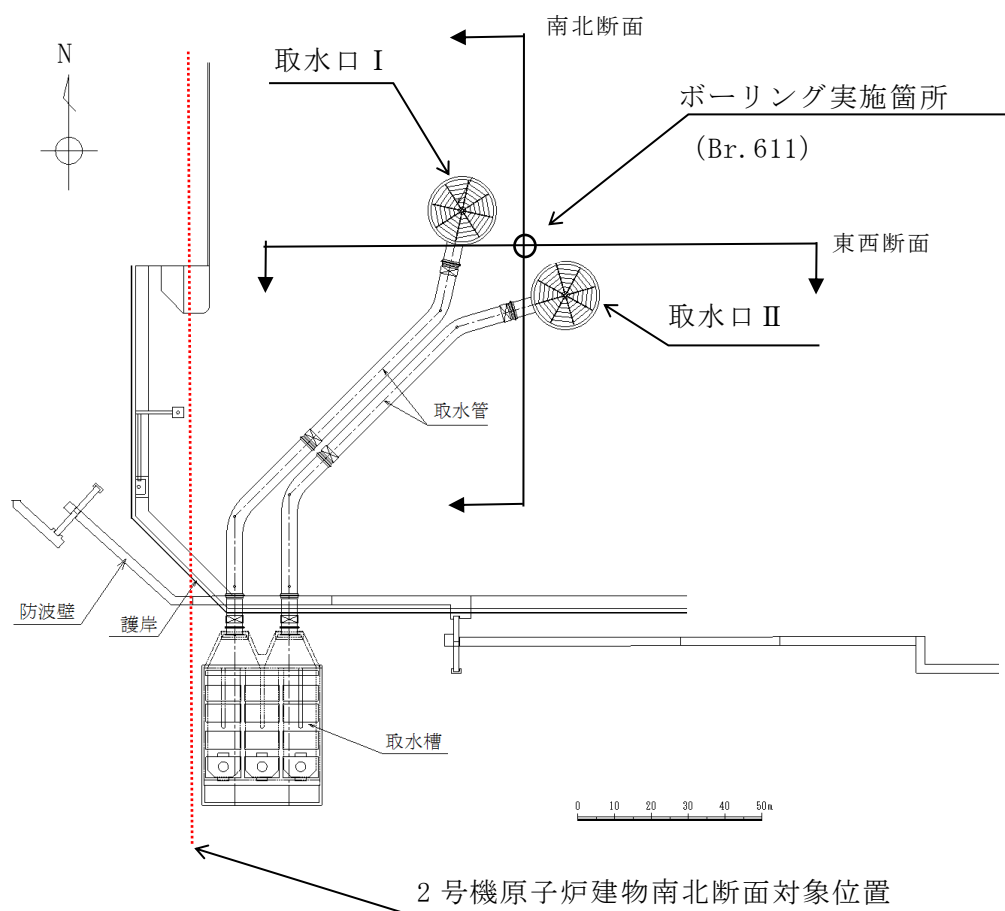 南北断面
N
取水口Ⅰ
ボーリング実施箇所
(Br.611)
東西断面
取水口Ⅱ
取水管
防波壁
護岸
取水槽
0 10 20 30 40 50m
2号機原子炉建物南北断面対象位置